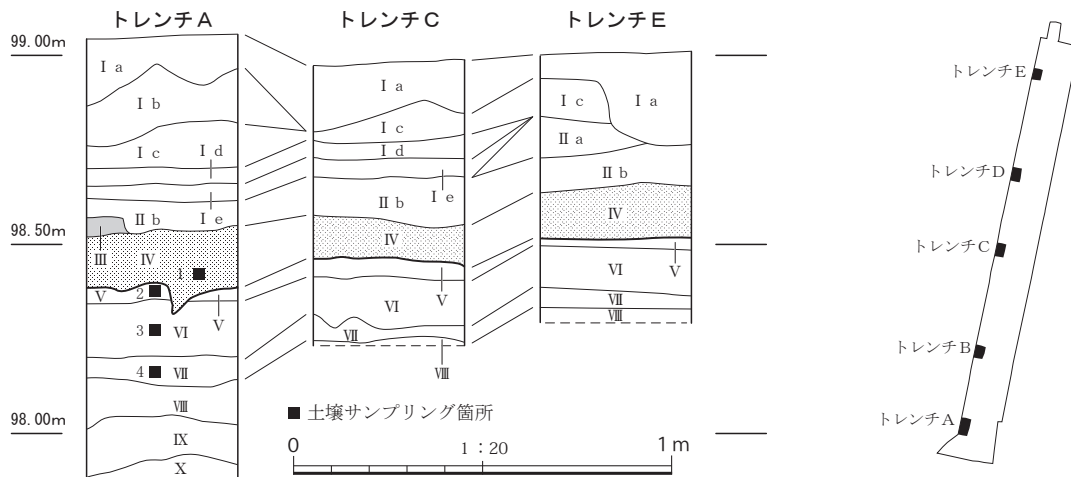 トレンチA
トレンチC
トレンチE
99.00m
98.50m
98.00m
Ⅰa
Ⅰb
Ⅰc
Ⅰd
Ⅰe
Ⅱb
Ⅲ
Ⅳ
1
Ⅴ
2
Ⅴ
3
Ⅵ
4
Ⅶ
Ⅷ
Ⅸ
Ⅹ
Ⅰa
Ⅰc
Ⅰd
Ⅰe
Ⅱb
Ⅳ
Ⅴ
Ⅵ
Ⅶ
Ⅷ
Ⅰc
Ⅰa
Ⅱa
Ⅱb
Ⅳ
Ⅴ
Ⅵ
Ⅶ
Ⅷ
■ 土壌サンプリング箇所
0 1:20 1m
トレンチE
トレンチD
トレンチC
トレンチB
トレンチA